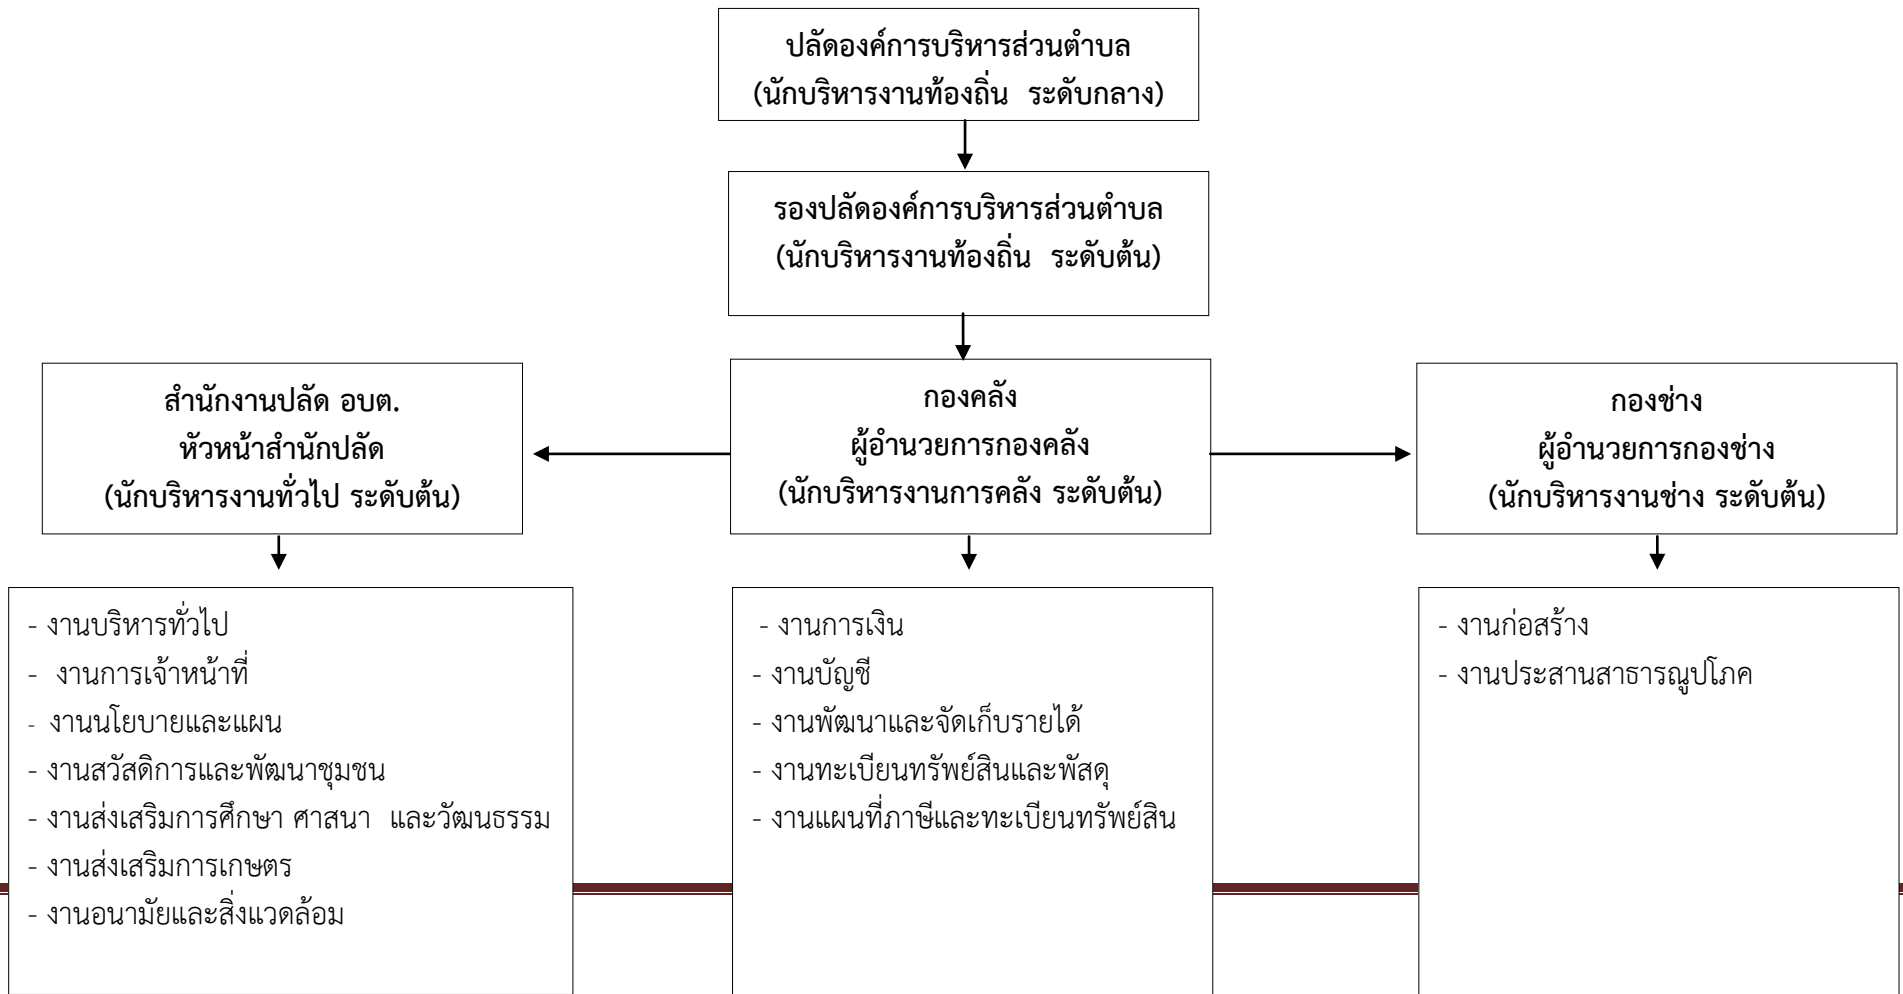 ปลัดองค์การบริหารส่วนตำบล
(นักบริหารงานท้องถิ่น  ระดับกลาง)
รองปลัดองค์การบริหารส่วนตำบล
(นักบริหารงานท้องถิ่น  ระดับต้น)
สำนักงานปลัด อบต.
หัวหน้าสำนักปลัด
(นักบริหารงานทั่วไป ระดับต้น)
กองคลัง
ผู้อำนวยการกองคลัง
(นักบริหารงานการคลัง ระดับต้น)
กองช่าง
ผู้อำนวยการกองช่าง
(นักบริหารงานช่าง ระดับต้น)
- งานบริหารทั่วไป
-  งานการเจ้าหน้าที่
-  งานนโยบายและแผน
- งานสวัสดิการและพัฒนาชุมชน
- งานส่งเสริมการศึกษา ศาสนา  และวัฒนธรรม
- งานส่งเสริมการเกษตร
- งานอนามัยและสิ่งแวดล้อม
- งานการเงิน
- งานบัญชี
- งานพัฒนาและจัดเก็บรายได้
- งานทะเบียนทรัพย์สินและพัสดุ
- งานแผนที่ภาษีและทะเบียนทรัพย์สิน
- งานก่อสร้าง
- งานประสานสาธารณูปโภค